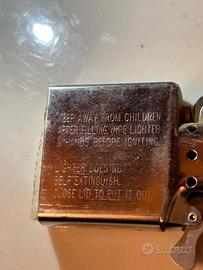 KEEP AWAY FROM CHILDREN
AFTER FILLING WIPE LIGHTER
& HANDS BEFORE IGNITING.
LIGHTER DOES NOT
SELF EXTINGUISH.
CLOSE LID TO PUT IT OUT
subito